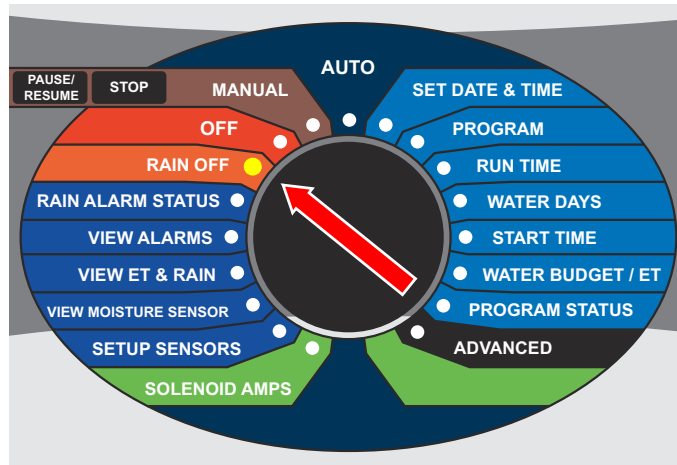 AUTO
PAUSE/
RESUME
STOP
MANUAL
OFF
RAIN OFF
RAIN ALARM STATUS
VIEW ALARMS
VIEW ET & RAIN
VIEW MOISTURE SENSOR
SETUP SENSORS
SOLENOID AMPS
SET DATE & TIME
PROGRAM
RUN TIME
WATER DAYS
START TIME
WATER BUDGET / ET
PROGRAM STATUS
ADVANCED